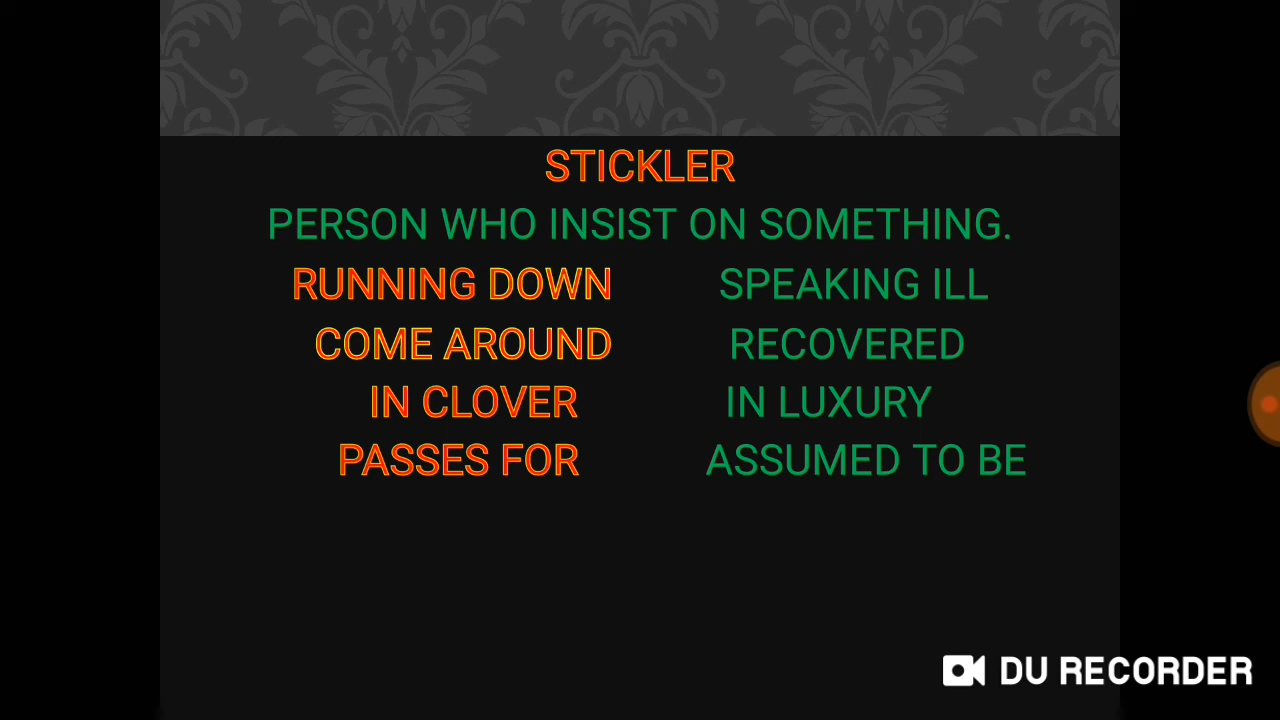 STICKLER
PERSON WHO INSIST ON SOMETHING.
RUNNING DOWN SPEAKING ILL
COME AROUND RECOVERED
IN CLOVER IN LUXURY
PASSES FOR ASSUMED TO BE
DU RECORDER